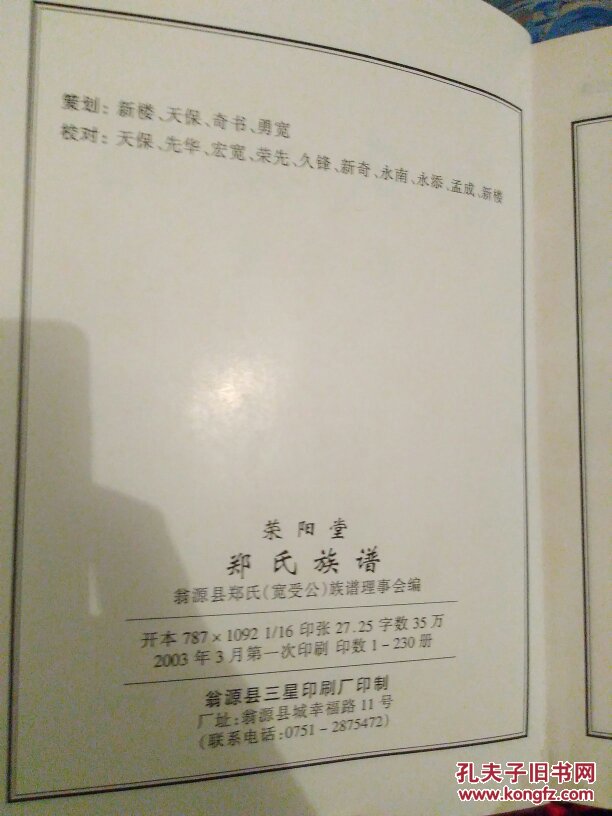 策划：新楼、天保、奇书、勇宽
校对：天保、先华、宏宽、荣先、久锋、新奇、永南、永添、孟成、新楼
荥阳堂
郑氏族谱
翁源县郑氏(宽受公)族谱理事会编
开本 787×1092 1/16 印张 27.25 字数 35 万
2003 年 3 月第一次印刷 印数 1－230 册
翁源县三星印刷厂印制
厂址:翁源县城幸福路 11 号
(联系电话:0751－2875472)
孔夫子旧书网
www.kongfz.com